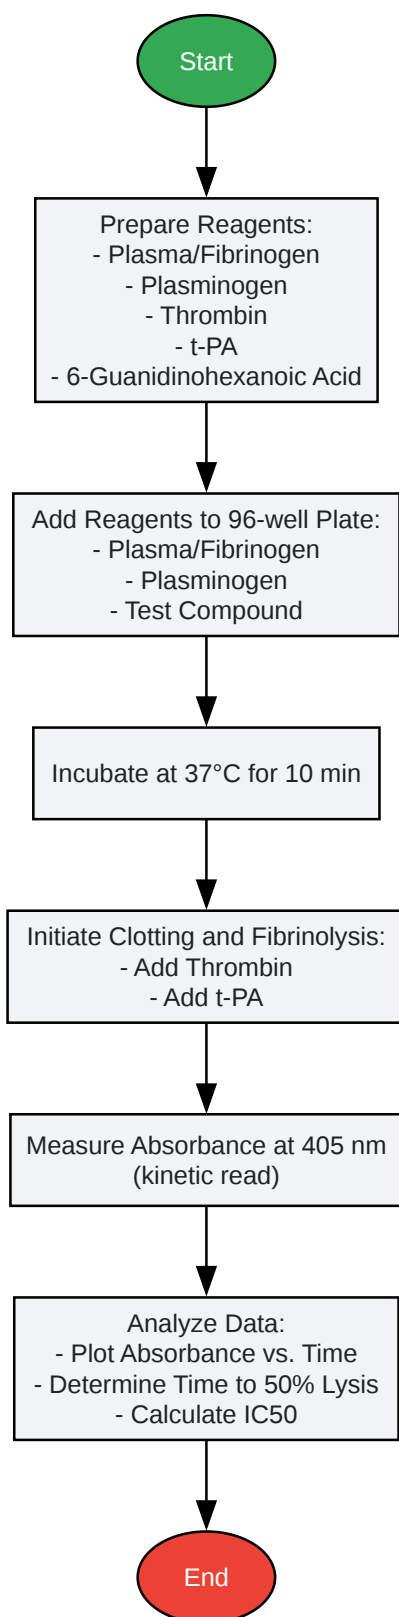 Start
Prepare Reagents:
- Plasma/Fibrinogen
- Plasminogen
- Thrombin
- t-PA
- 6-Guanidinohexanoic Acid
Add Reagents to 96-well Plate:
- Plasma/Fibrinogen
- Plasminogen
- Test Compound
Incubate at 37°C for 10 min
Initiate Clotting and Fibrinolysis:
- Add Thrombin
- Add t-PA
Measure Absorbance at 405 nm
(kinetic read)
Analyze Data:
- Plot Absorbance vs. Time
- Determine Time to 50% Lysis
- Calculate IC50
End